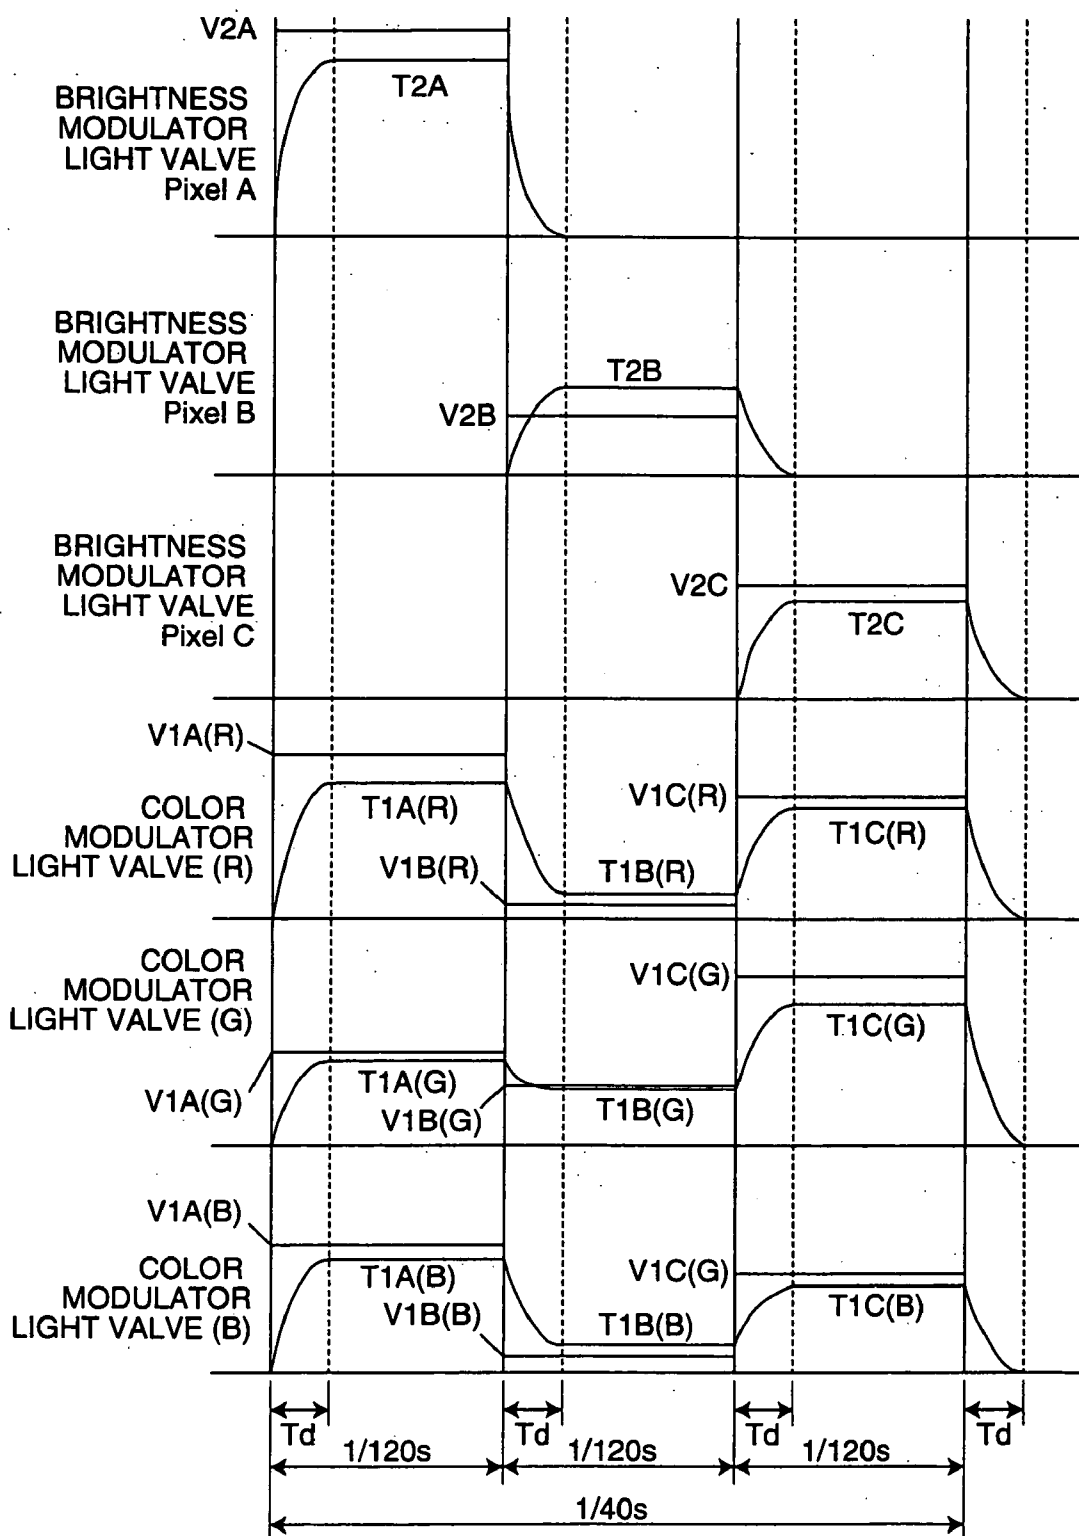 V2A
T2A
BRIGHTNESS
MODULATOR
LIGHT VALVE
Pixel A
BRIGHTNESS
MODULATOR
LIGHT VALVE
Pixel B
T2B
V2B
BRIGHTNESS
MODULATOR
LIGHT VALVE
Pixel C
V2C
T2C
V1A(R)
COLOR
MODULATOR
LIGHT VALVE (R)
T1A(R)
V1B(R)
T1B(R)
V1C(R)
T1C(R)
COLOR
MODULATOR
LIGHT VALVE (G)
V1C(G)
T1C(G)
V1A(G)
T1A(G)
V1B(G)
T1B(G)
V1A(B)
COLOR
MODULATOR
LIGHT VALVE (B)
T1A(B)
V1B(B)
T1B(B)
V1C(G)
T1C(B)
Td Td Td Td
1/120s 1/120s 1/120s
1/40s